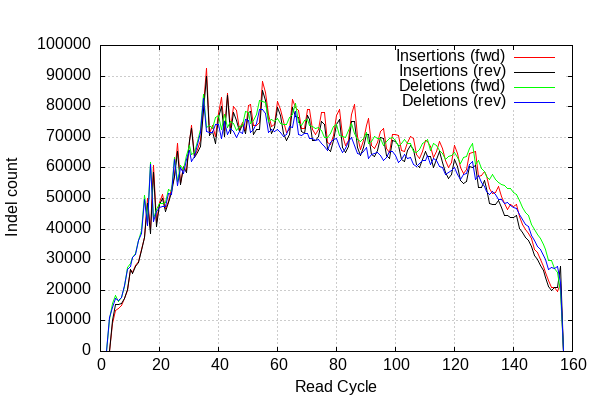 100000
90000
80000
70000
60000
50000
40000
30000
20000
10000
0
Indel count
Insertions (fwd)
Insertions (rev)
Deletions (fwd)
Deletions (rev)
0 20 40 60 80 100 120 140 160
Read Cycle